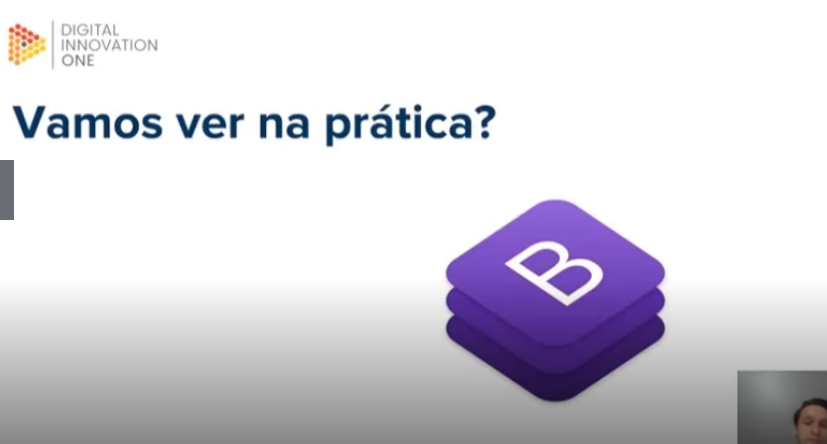 DIGITAL
INNOVATION
ONE
Vamos ver na prática?
B